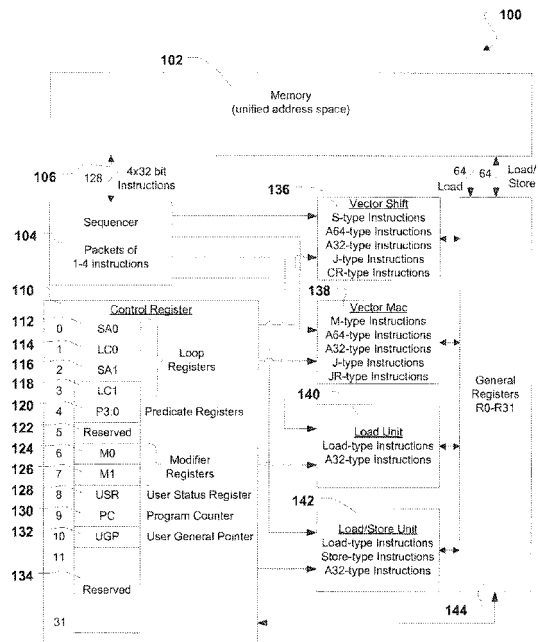 100
102
Memory
(unified address space)
106
128
4x32 bit
Instructions
64
Load
64
Load/
Store
136
Vector Shift
S-type Instructions
A64-type Instructions
A32-type Instructions
J-type Instructions
CR-type Instructions
Sequencer
104
Packets of
1-4 instructions
110
Control Register
112
0 SA0
114
1 LC0
116
2 SA1
Loop
Registers
118
3 LC1
120
4 P3:0 Predicate Registers
122
5 Reserved
124
6 M0
126
7 M1
Modifier
Registers
128
8 USR User Status Register
130
9 PC Program Counter
132
10 UGP User General Pointer
11
134
Reserved
31
138
Vector Mac
M-type Instructions
A64-type Instructions
A32-type Instructions
J-type Instructions
JR-type Instructions
140
Load Unit
Load-type Instructions
A32-type Instructions
142
Load/Store Unit
Load-type Instructions
Store-type Instructions
A32-type Instructions
General
Registers
R0-R31
144